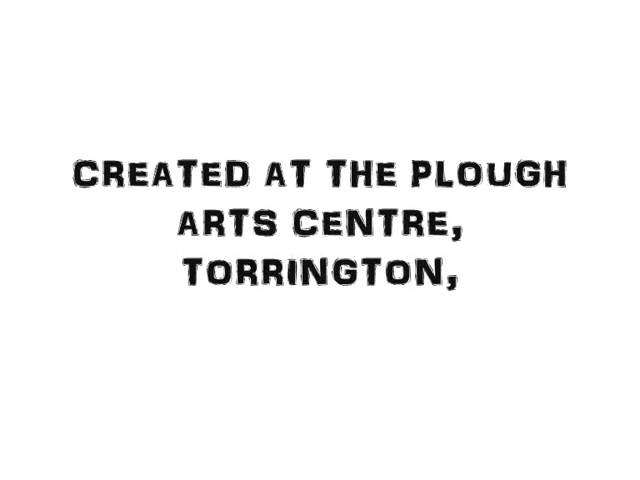 CREATED AT THE PLOUGH
ARTS CENTRE,
TORRINGTON,